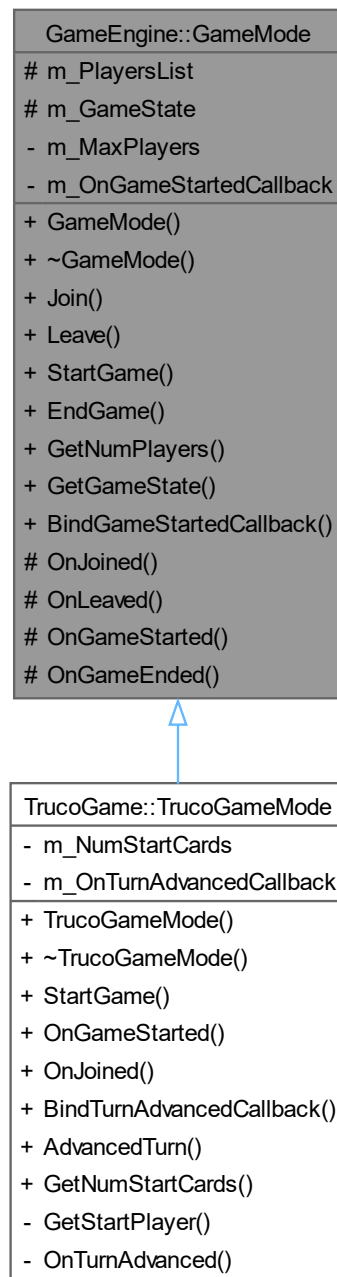 GameEngine::GameMode
# m_PlayersList
# m_GameState
- m_MaxPlayers
- m_OnGameStartedCallback
+ GameMode()
+ ~GameMode()
+ Join()
+ Leave()
+ StartGame()
+ EndGame()
+ GetNumPlayers()
+ GetGameState()
+ BindGameStartedCallback()
# OnJoined()
# OnLeaved()
# OnGameStarted()
# OnGameEnded()
TrucoGame::TrucoGameMode
- m_NumStartCards
- m_OnTurnAdvancedCallback
+ TrucoGameMode()
+ ~TrucoGameMode()
+ StartGame()
+ OnGameStarted()
+ OnJoined()
+ BindTurnAdvancedCallback()
+ AdvancedTurn()
+ GetNumStartCards()
- GetStartPlayer()
- OnTurnAdvanced()